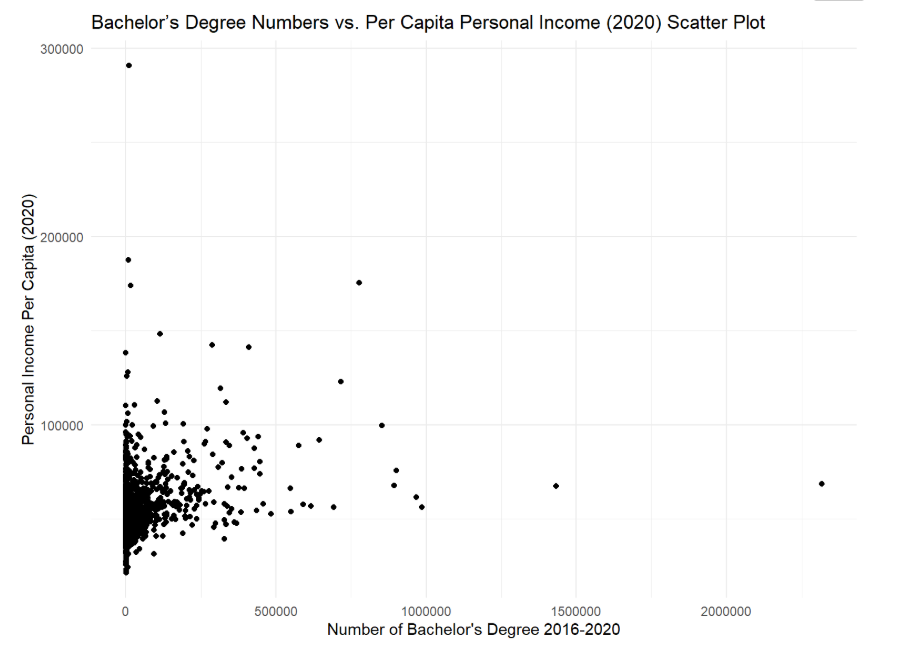 Bachelor's Degree Numbers vs. Per Capita Personal Income (2020) Scatter Plot
300000
200000
100000
Personal Income Per Capita (2020)
0
500000
1000000
1500000
2000000
Number of Bachelor's Degree 2016-2020